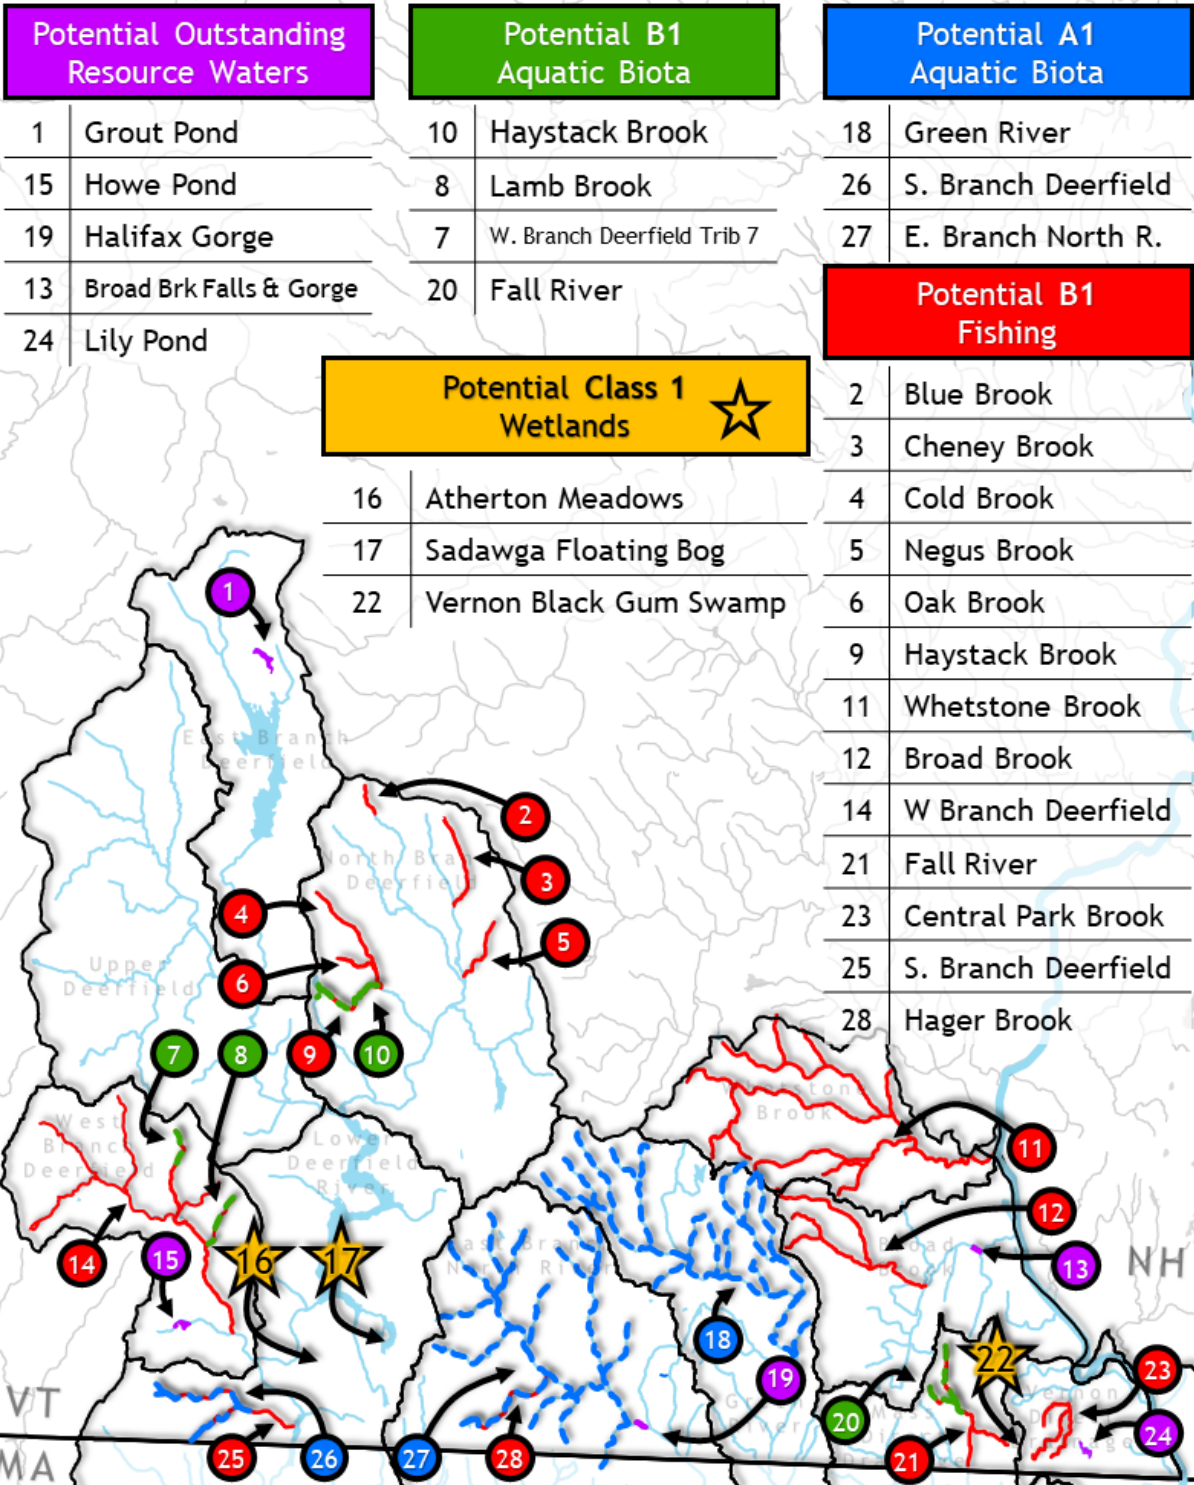 Potential Outstanding
Resource Waters
1 Grout Pond
15 Howe Pond
19 Halifax Gorge
13 Broad Brk Falls & Gorge
24 Lily Pond
Potential B1
Aquatic Biota
10 Haystack Brook
8 Lamb Brook
7 W. Branch Deerfield Trib 7
20 Fall River
Potential A1
Aquatic Biota
18 Green River
26 S. Branch Deerfield
27 E. Branch North R.
Potential B1
Fishing
2 Blue Brook
3 Cheney Brook
4 Cold Brook
5 Negus Brook
6 Oak Brook
9 Haystack Brook
11 Whetstone Brook
12 Broad Brook
14 W Branch Deerfield
21 Fall River
23 Central Park Brook
25 S. Branch Deerfield
28 Hager Brook
Potential Class 1
Wetlands
16 Atherton Meadows
17 Sadawga Floating Bog
22 Vernon Black Gum Swamp
1
East Branch
Deerfield
2
North Bra
Deerfield
3
4
5
Upper
Deerfield
6
7
8
9
10
West
Branch
Deerfield
Lower
Deerfield
River
Brook
11
12
14
15
16
17
Broad
Brook
13
NH
18
19
22
23
VT
20
Vernon
24
25
26
27
28
21
MA